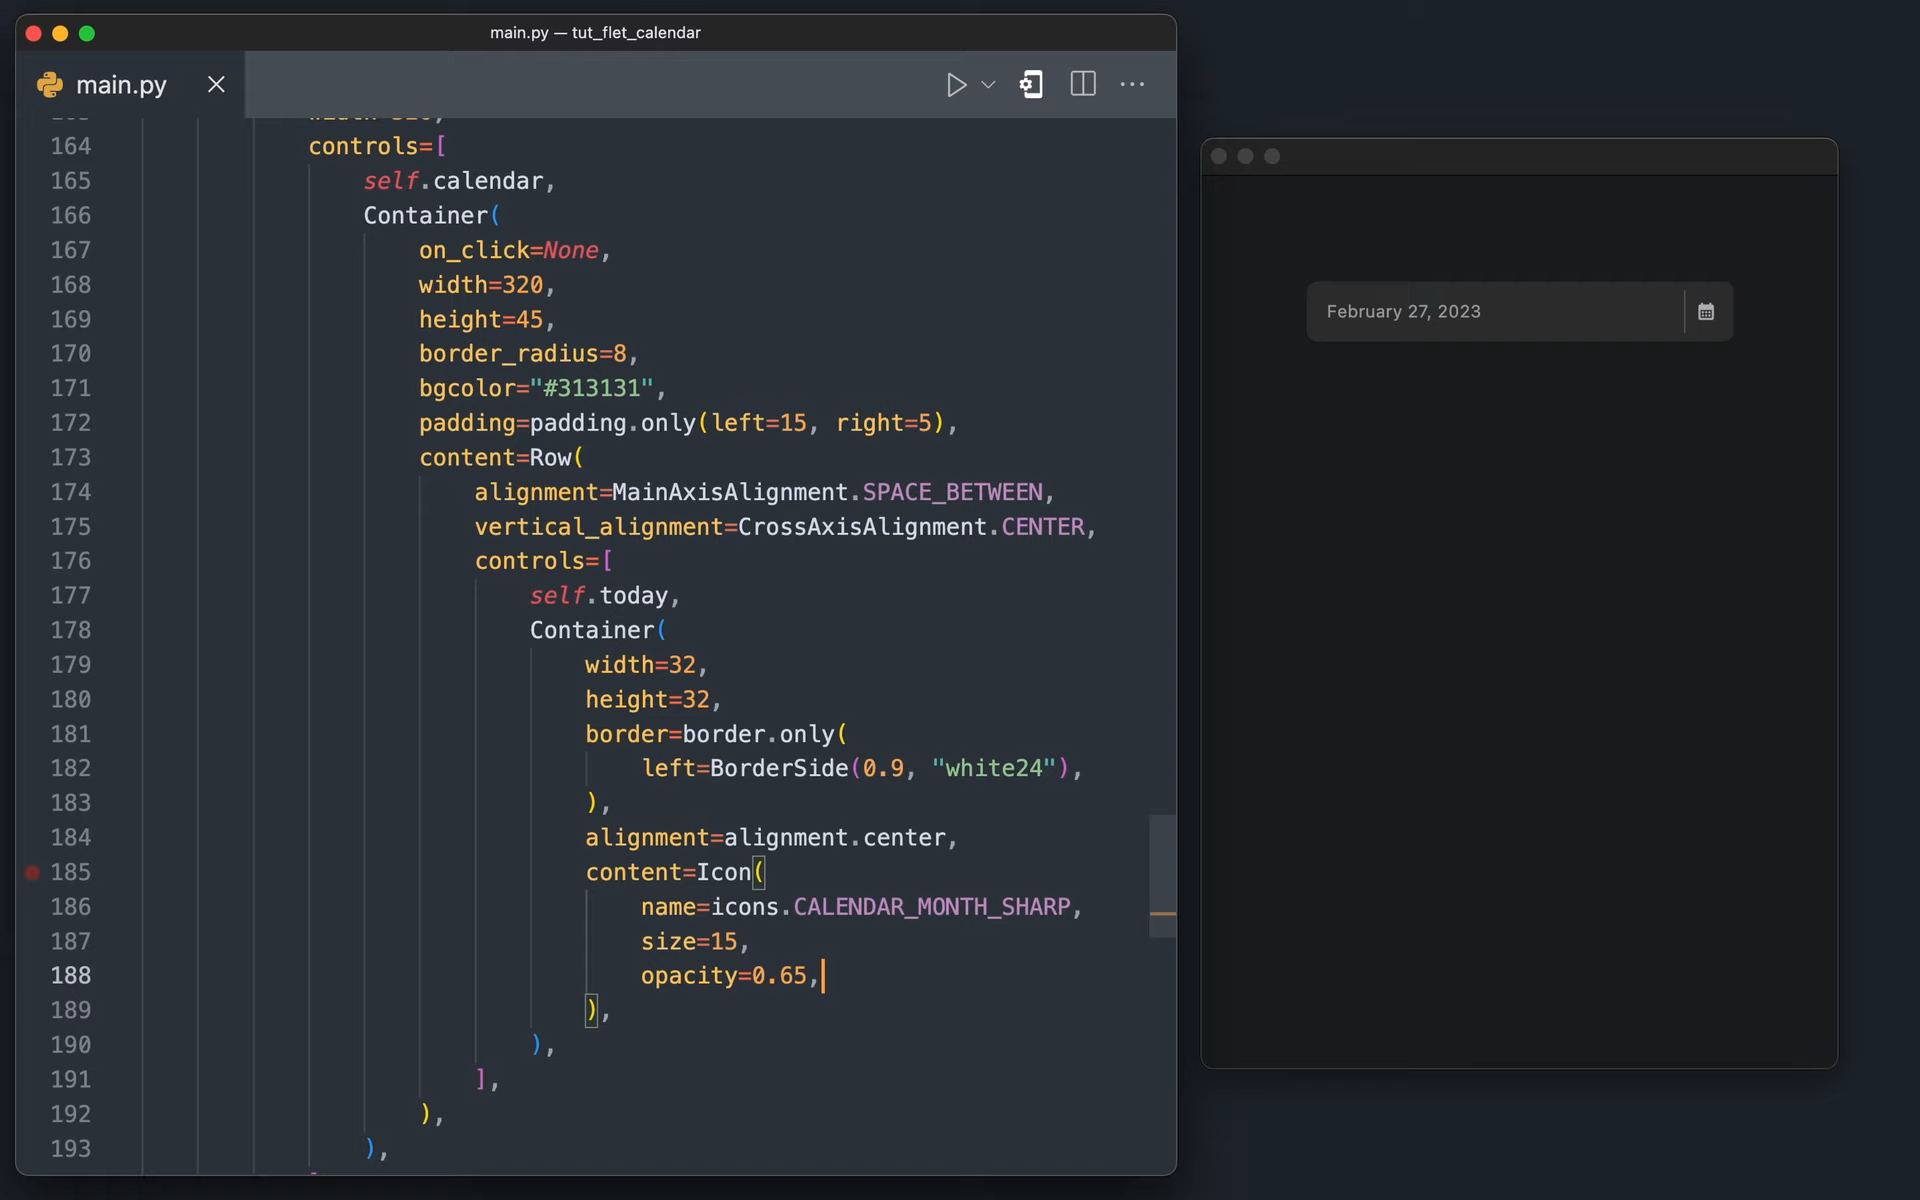 main.py — tut_flet_calendar
main.py
164 controls=[
165 self.calendar,
166 Container(
167 on_click=None,
168 width=320,
169 height=45,
170 border_radius=8,
171 bgcolor="#313131",
172 padding=padding.only(left=15, right=5),
173 content=Row(
174 alignment=MainAxisAlignment.SPACE_BETWEEN,
175 vertical_alignment=CrossAxisAlignment.CENTER,
176 controls=[
177 self.today,
178 Container(
179 width=32,
180 height=32,
181 border=border.only(
182 left=BorderSide(0.9, "white24"),
183 ),
184 alignment=alignment.center,
185 content=Icon(
186 name=icons.CALENDAR_MONTH_SHARP,
187 size=15,
188 opacity=0.65,
189 ),
190 ),
191 ],
192 ),
193 ),
February 27, 2023